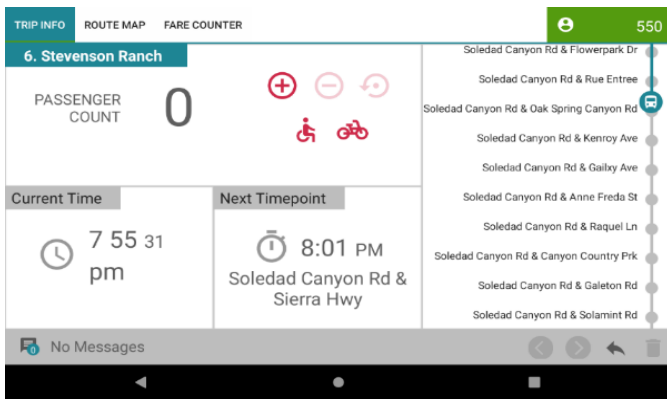 TRIP INFO
ROUTE MAP
FARE COUNTER
550
6. Stevenson Ranch
PASSENGER
COUNT
0
Current Time
7 55 31
pm
Next Timepoint
8:01 PM
Soledad Canyon Rd &
Sierra Hwy
Soledad Canyon Rd & Flowerpark Dr
Soledad Canyon Rd & Rue Entree
Soledad Canyon Rd & Oak Spring Canyon Rd
Soledad Canyon Rd & Kenroy Ave
Soledad Canyon Rd & Gailxy Ave
Soledad Canyon Rd & Anne Freda St
Soledad Canyon Rd & Raquel Ln
Soledad Canyon Rd & Canyon Country Prk
Soledad Canyon Rd & Galeton Rd
Soledad Canyon Rd & Solamint Rd
0
No Messages